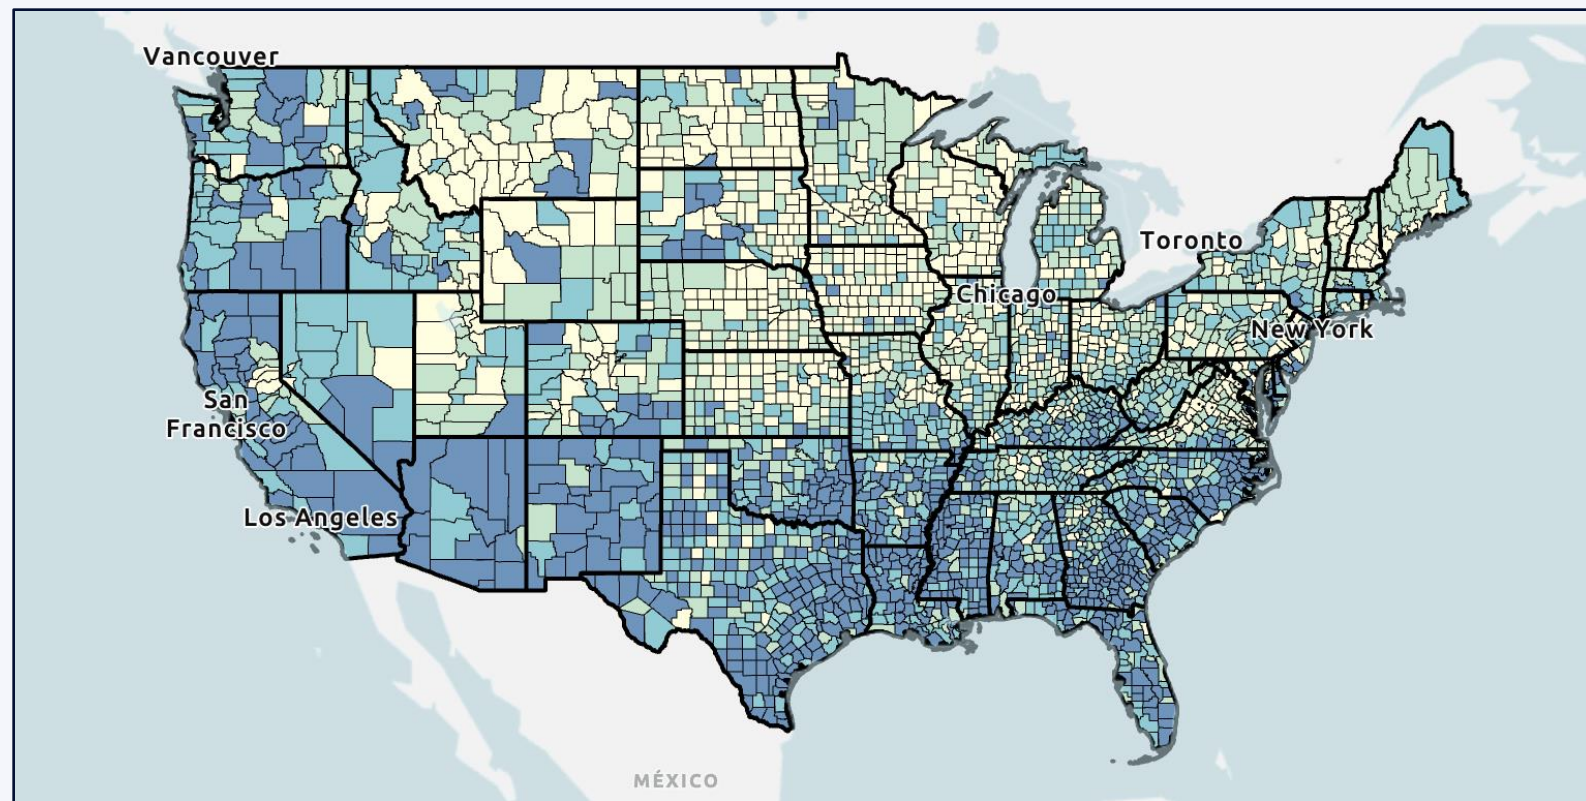 Vancouver
Toronto
Chicago
New York
San
Francisco
Los Angeles
MÉXICO